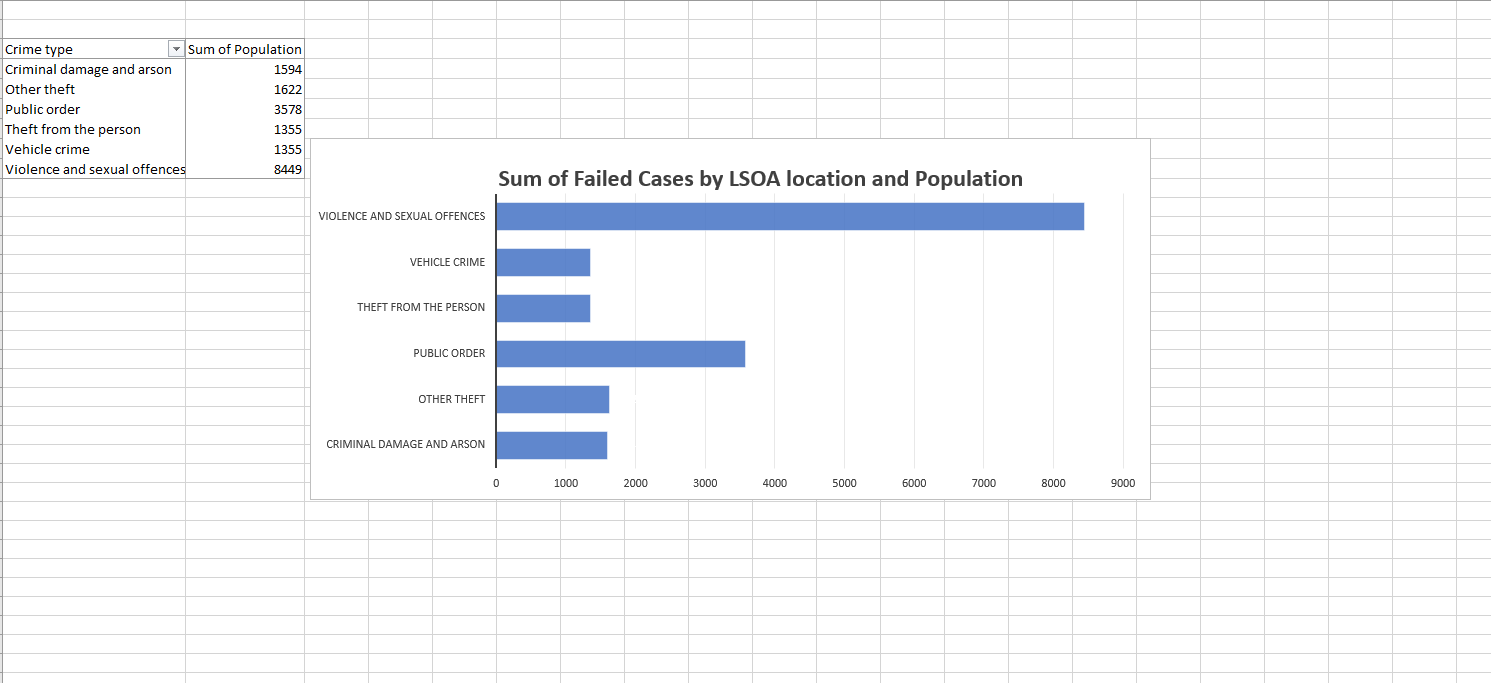 Crime type Sum of Population
Criminal damage and arson 1594
Other theft 1622
Public order 3578
Theft from the person 1355
Vehicle crime 1355
Violence and sexual offences 8449
Sum of Failed Cases by LSOA location and Population
VIOLENCE AND SEXUAL OFFENCES
VEHICLE CRIME
THEFT FROM THE PERSON
PUBLIC ORDER
OTHER THEFT
CRIMINAL DAMAGE AND ARSON
0 1000 2000 3000 4000 5000 6000 7000 8000 9000